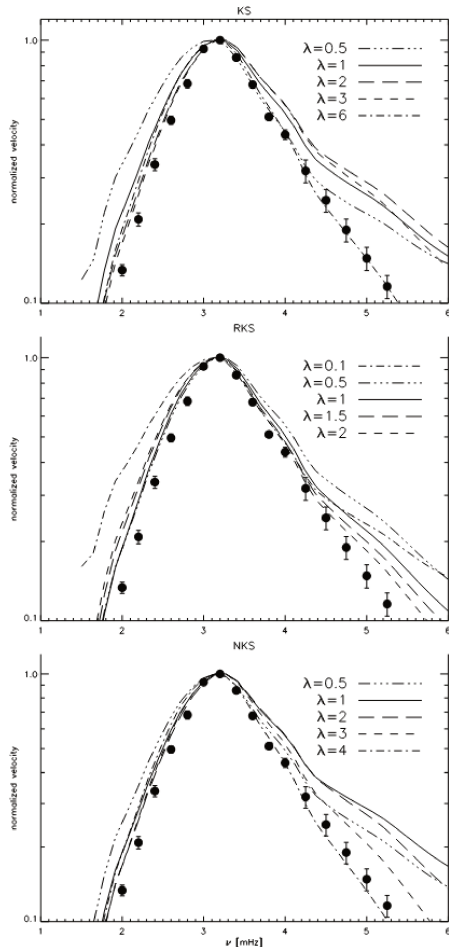 KS
1.0
λ=0.5
λ=1
λ=2
λ=3
λ=6
normalized velocity
0.1
1 2 3 4 5 6
RKS
1.0
λ=0.1
λ=0.5
λ=1
λ=1.5
λ=2
normalized velocity
0.1
1 2 3 4 5 6
NKS
1.0
λ=0.5
λ=1
λ=2
λ=3
λ=4
normalized velocity
0.1
1 2 3 4 5 6
ν [mHz]